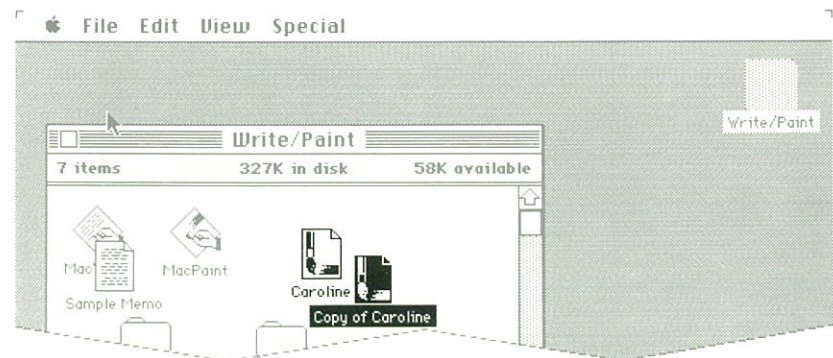 File Edit View Special
Write/Paint
Write/Paint
7 items 327K in disk 58K available
Mac
MacPaint
Sample Memo
Caroline
Copy of Caroline